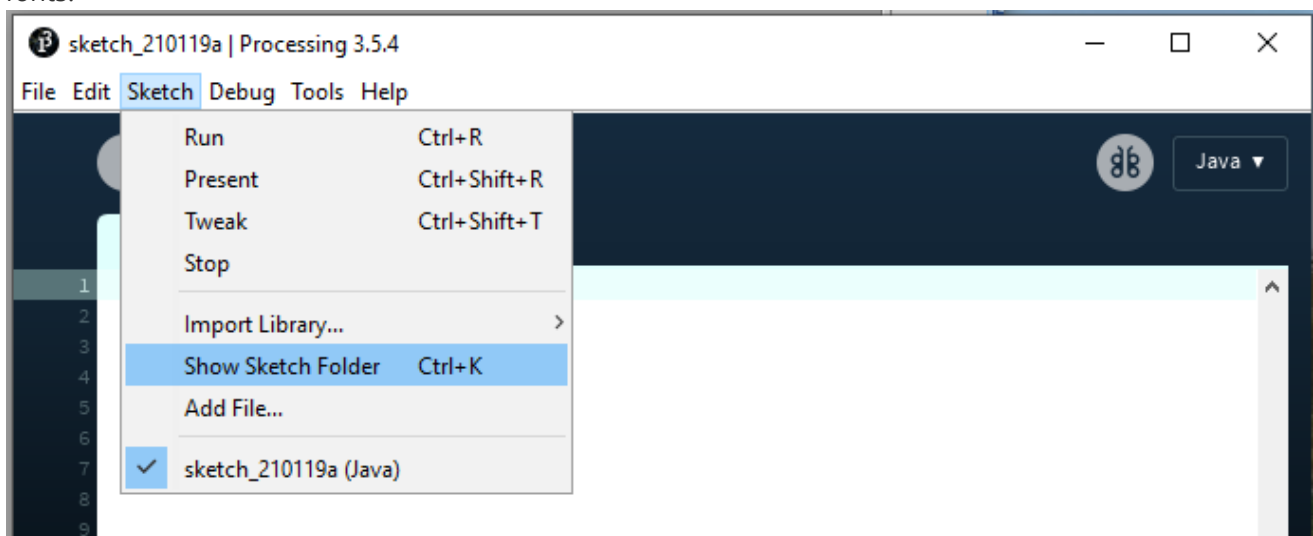 fonts.
sketch_210119a | Processing 3.5.4
File Edit Sketch Debug Tools Help
Run Ctrl+R
Present Ctrl+Shift+R
Tweak Ctrl+Shift+T
Stop
Import Library...
Show Sketch Folder Ctrl+K
Add File...
sketch_210119a (Java)
Java ▼
1
2
3
4
5
6
7
8
9